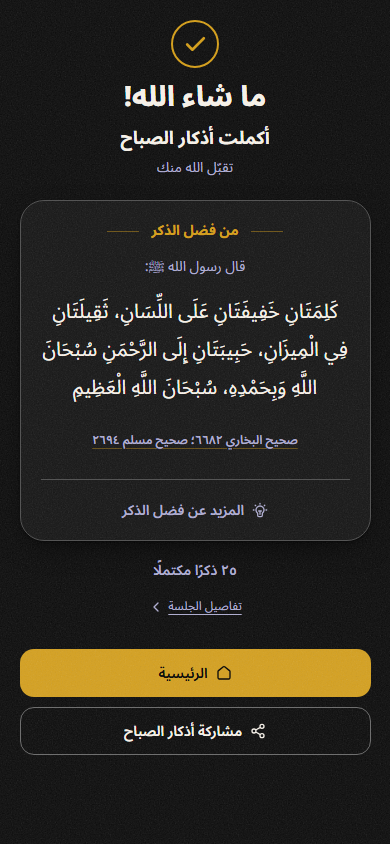 ما شاء الله!
أكملت أذكار الصباح
تقبّل الله منك
من فضل الذكر
قال رسول الله ﷺ:
كَلِمَتَانِ خَفِيفَتَانِ عَلَى اللِّسَانِ، ثَقِيلَتَانِ
فِي الْمِيزَانِ، حَبِيبَتَانِ إِلَى الرَّحْمَنِ سُبْحَانَ
اللَّهِ وَبِحَمْدِهِ، سُبْحَانَ اللَّهِ الْعَظِيمِ
صحيح البخاري ٦٦٨٢؛ صحيح مسلم ٢٦٩٤
المزيد عن فضل الذكر
٢٥ ذكرًا مكتملًا
تفاصيل الجلسة
الرئيسية
مشاركة أذكار الصباح